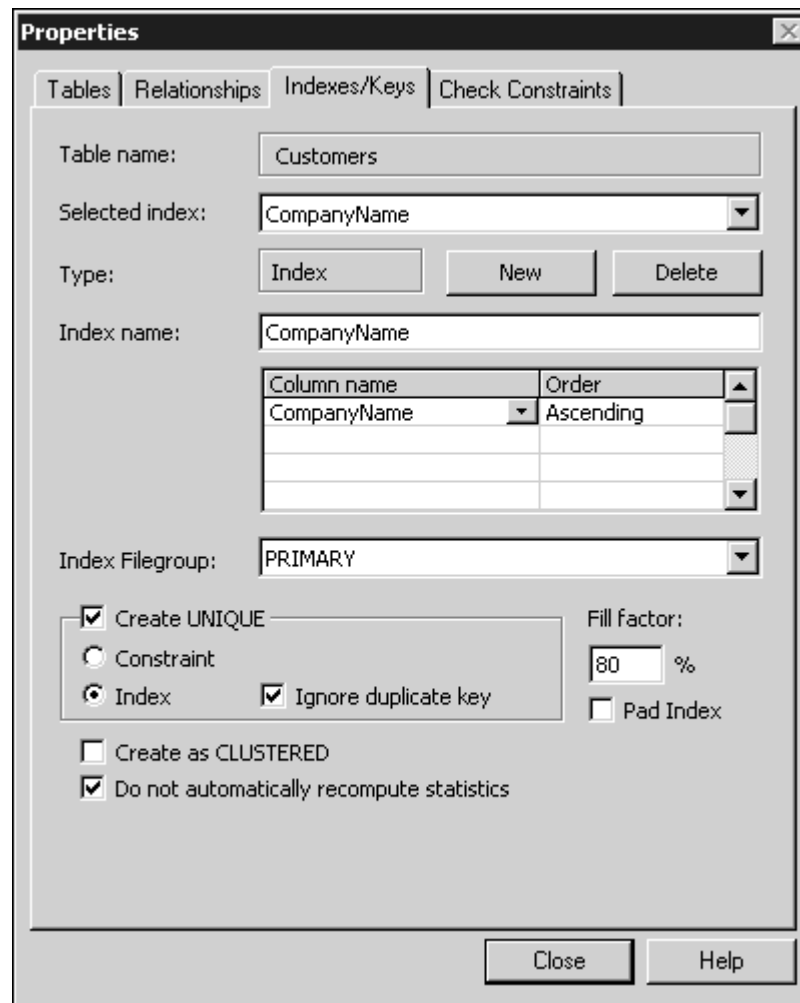 Properties
Tables Relationships Indexes/Keys Check Constraints
Table name: Customers
Selected index: CompanyName
Type: Index New Delete
Index name: CompanyName
Column name Order
CompanyName Ascending
Index Filegroup: PRIMARY
Create UNIQUE Fill factor:
Constraint 80 %
Index Ignore duplicate key Pad Index
Create as CLUSTERED
Do not automatically recompute statistics
Close Help